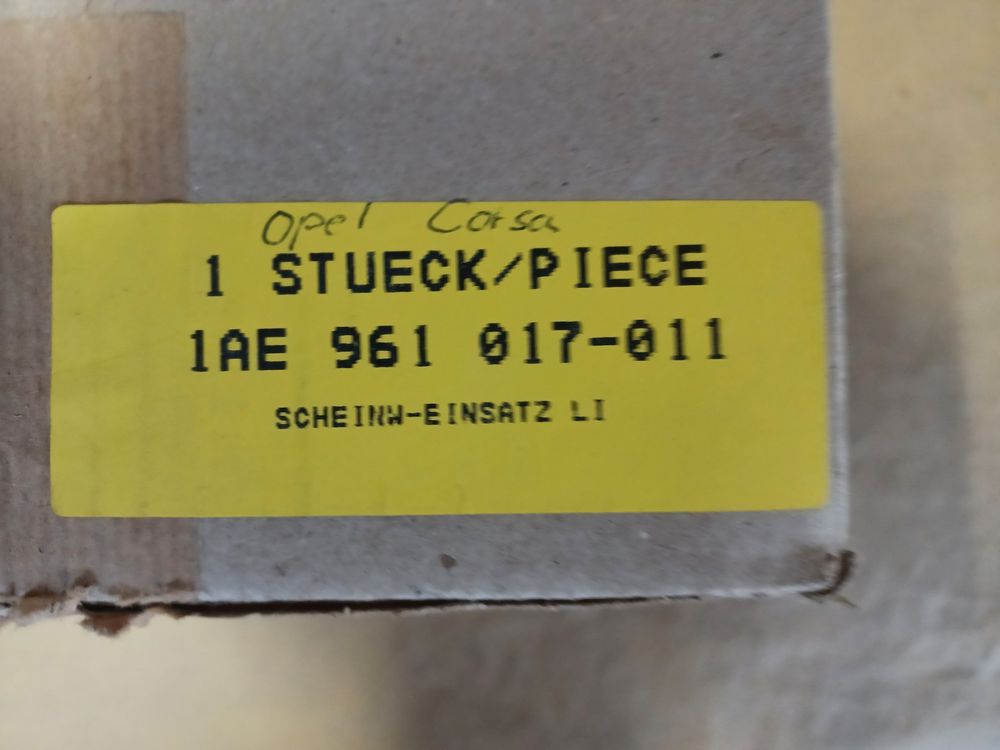 Opel Corsa
1 STUECK/PIECE
1AE 961 017-011
SCHEINW-EINSATZ LI